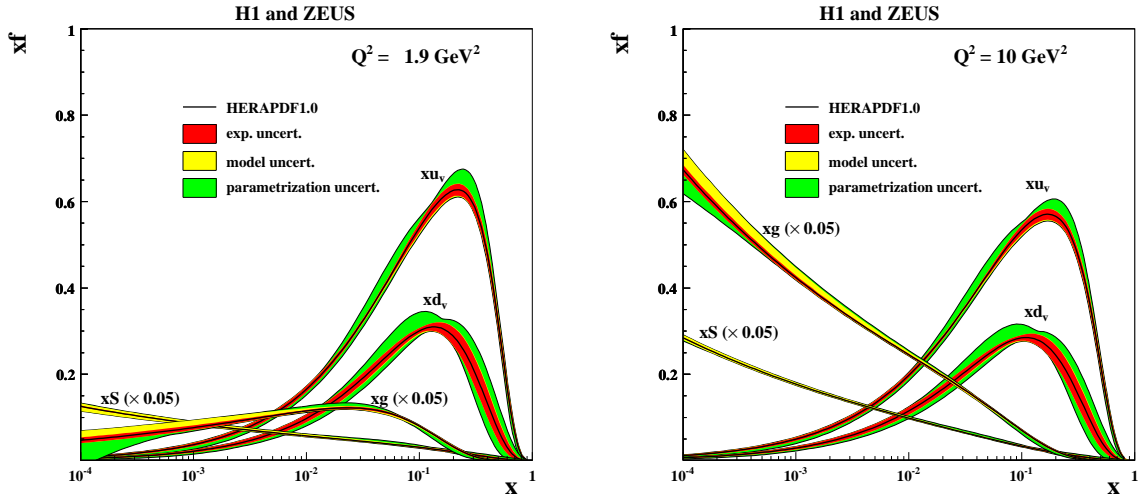 H1 and ZEUS
xf
Q² = 1.9 GeV²
HERAPDF1.0
exp. uncert.
model uncert.
parametrization uncert.
xuᵥ
xdᵥ
xS (× 0.05)
xg (× 0.05)
1
0.8
0.6
0.4
0.2
10⁻⁴ 10⁻³ 10⁻² 10⁻¹ 1
x
H1 and ZEUS
xf
Q² = 10 GeV²
HERAPDF1.0
exp. uncert.
model uncert.
parametrization uncert.
xuᵥ
xg (× 0.05)
xdᵥ
xS (× 0.05)
1
0.8
0.6
0.4
0.2
10⁻⁴ 10⁻³ 10⁻² 10⁻¹ 1
x